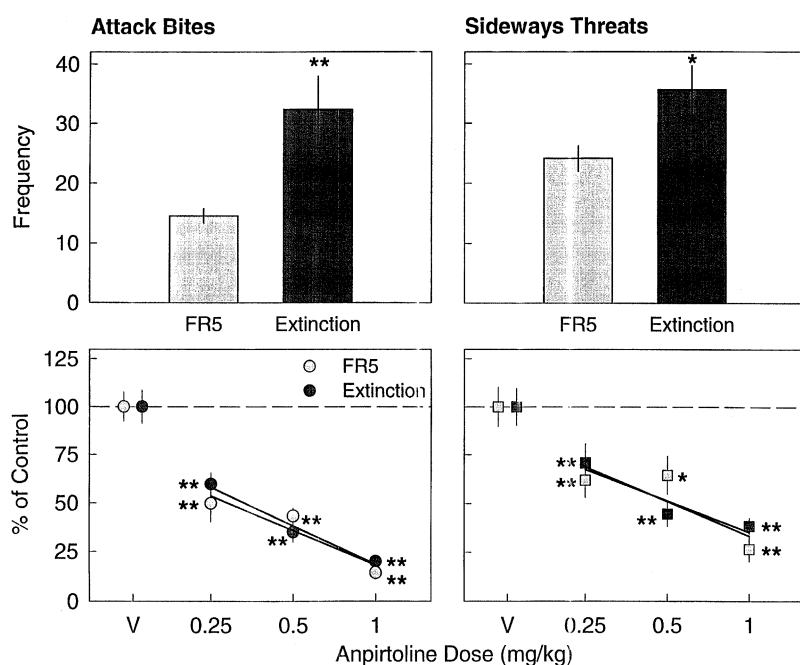 Attack Bites
Sideways Threats
40
30
20
10
0
Frequency
**
*
FR5 Extinction
FR5 Extinction
125
100
75
50
25
0
% of Control
FR5
Extinction
**
**
**
**
**
**
**
**
*
**
**
**
V 0.25 0.5 1
V 0.25 0.5 1
Anpirtoline Dose (mg/kg)